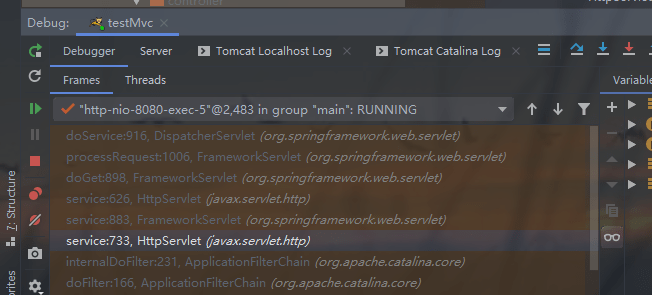 controller
Debug: testMvc
Debugger Server Tomcat Localhost Log Tomcat Catalina Log
Frames Threads Variable
"http-nio-8080-exec-5"@2,483 in group "main": RUNNING
doService:916, DispatcherServlet (org.springframework.web.servlet)
processRequest:1006, FrameworkServlet (org.springframework.web.servlet)
doGet:898, FrameworkServlet (org.springframework.web.servlet)
service:626, HttpServlet (javax.servlet.http)
service:883, FrameworkServlet (org.springframework.web.servlet)
service:733, HttpServlet (javax.servlet.http)
internalDoFilter:231, ApplicationFilterChain (org.apache.catalina.core)
doFilter:166, ApplicationFilterChain (org.apache.catalina.core)
7: Structure
orites